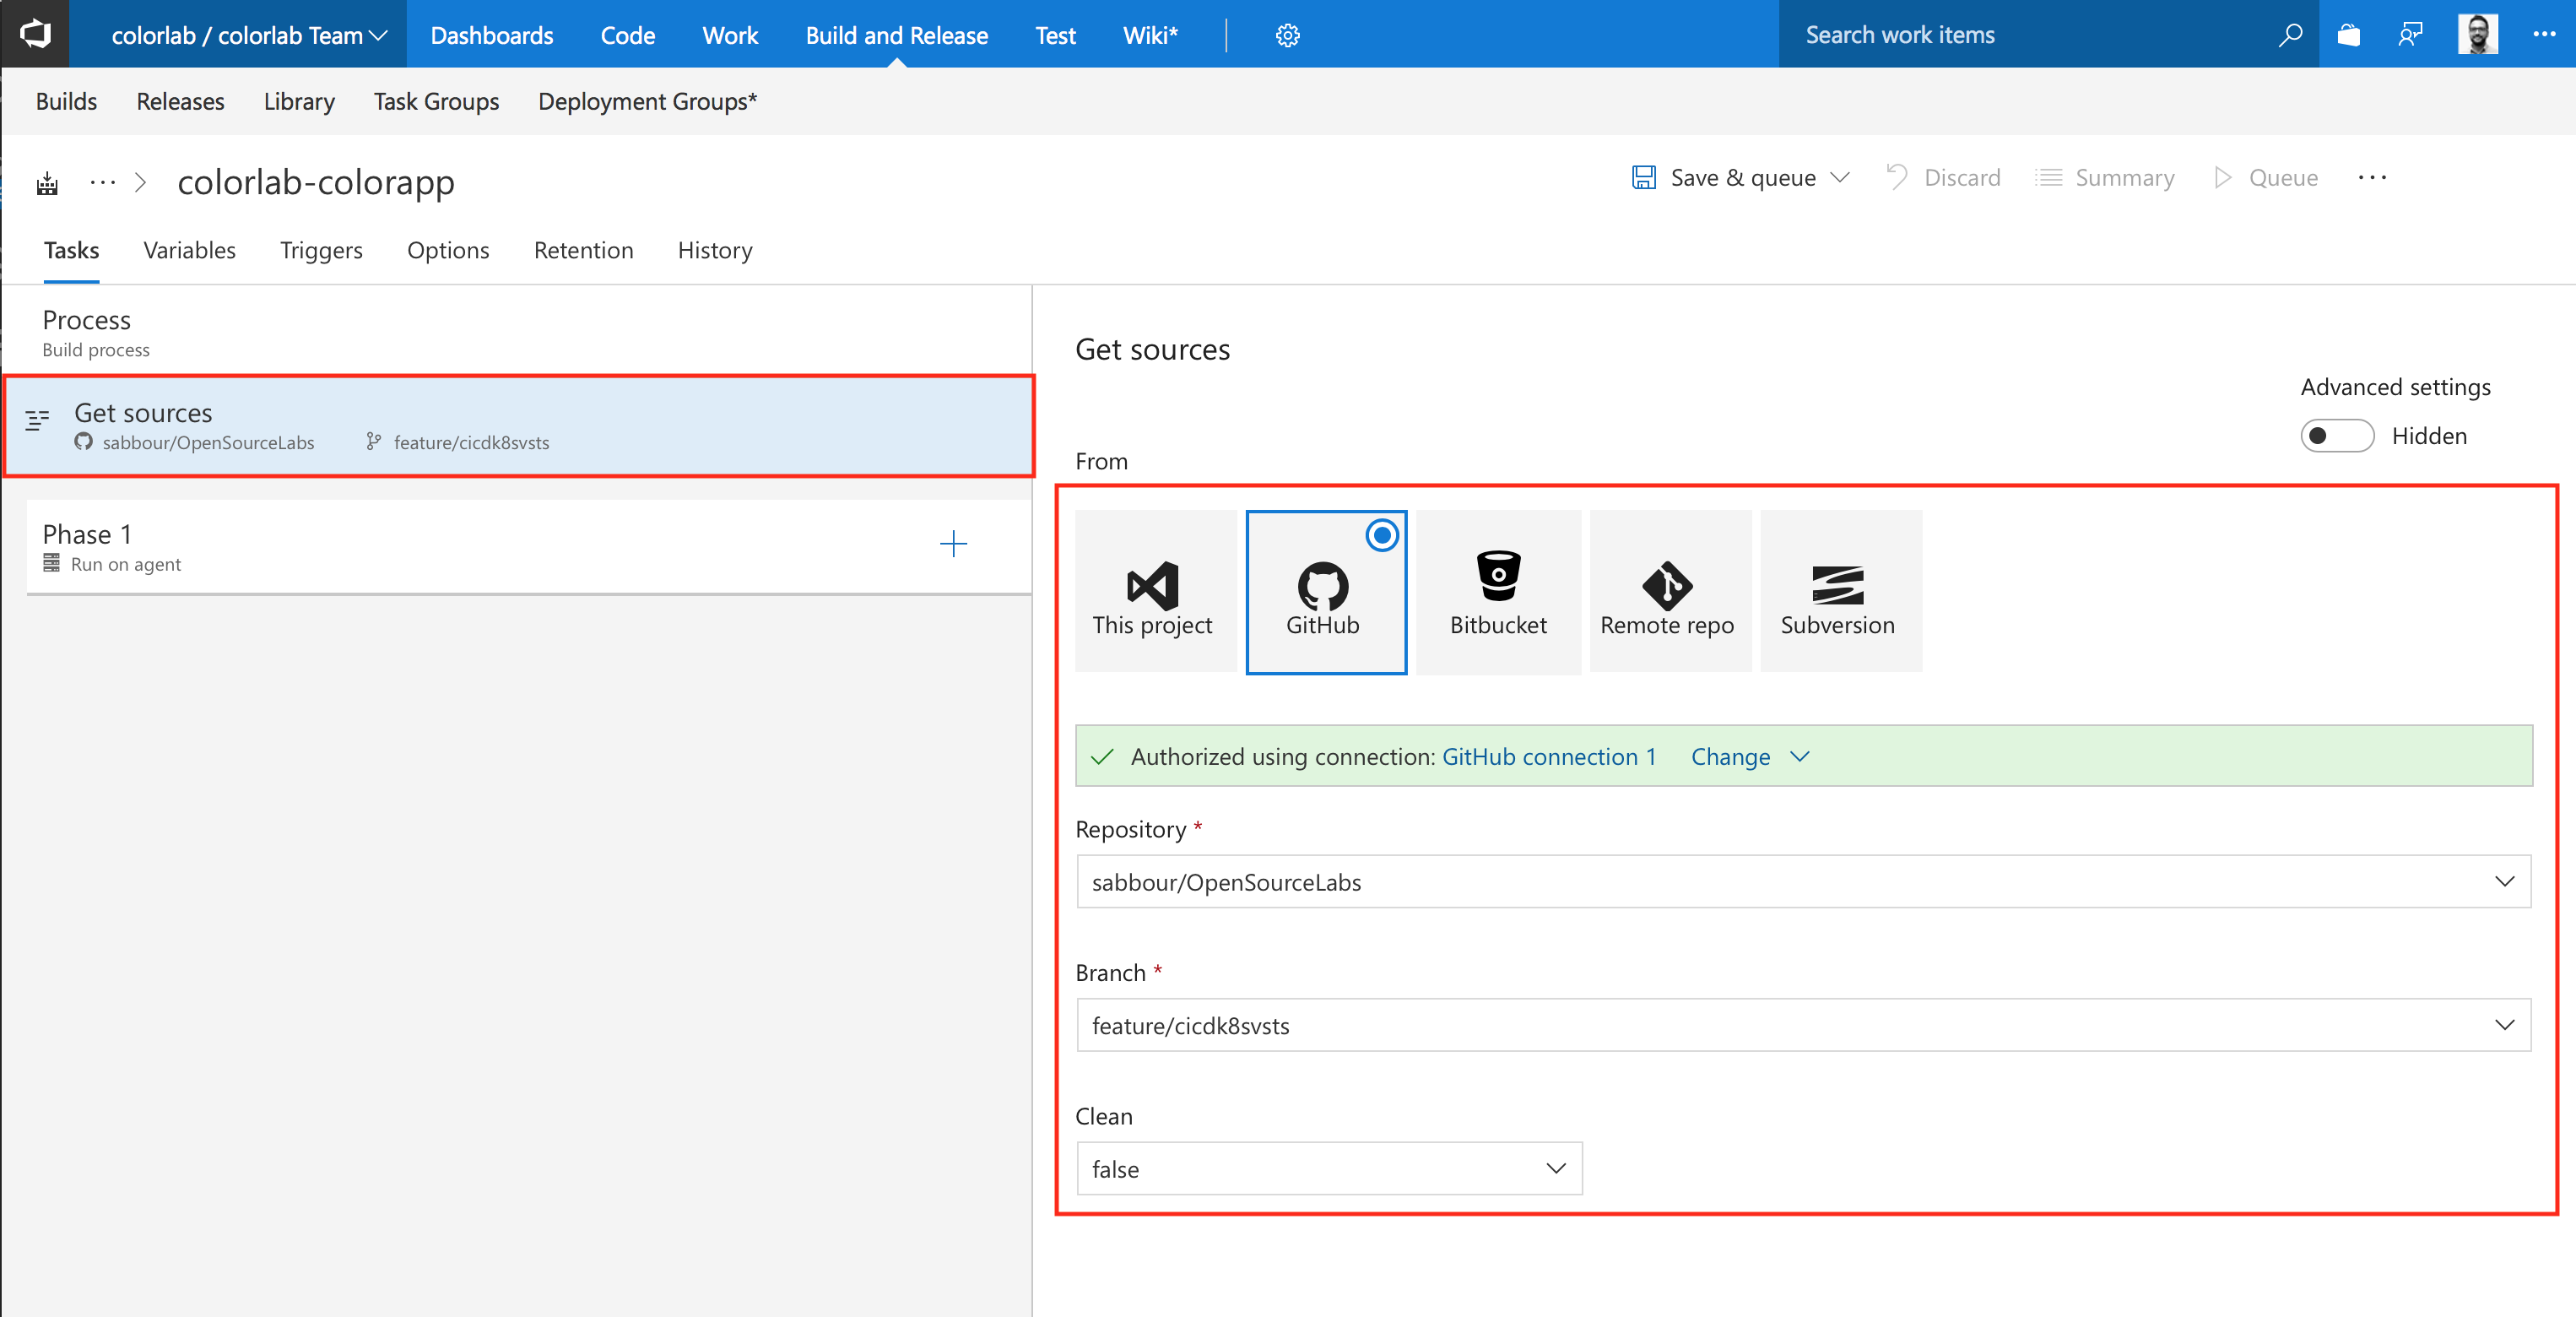 colorlab / colorlab Team Dashboards Code Work Build and Release Test Wiki* Search work items
Builds Releases Library Task Groups Deployment Groups*
... > colorlab-colorapp Save & queue Discard Summary Queue ...
Tasks Variables Triggers Options Retention History
Process
Build process
Get sources
sabbour/OpenSourceLabs feature/cicdk8svsts
Phase 1
Run on agent
Get sources
Advanced settings
Hidden
From
This project GitHub Bitbucket Remote repo Subversion
Authorized using connection: GitHub connection 1 Change
Repository *
sabbour/OpenSourceLabs
Branch *
feature/cicdk8svsts
Clean
false